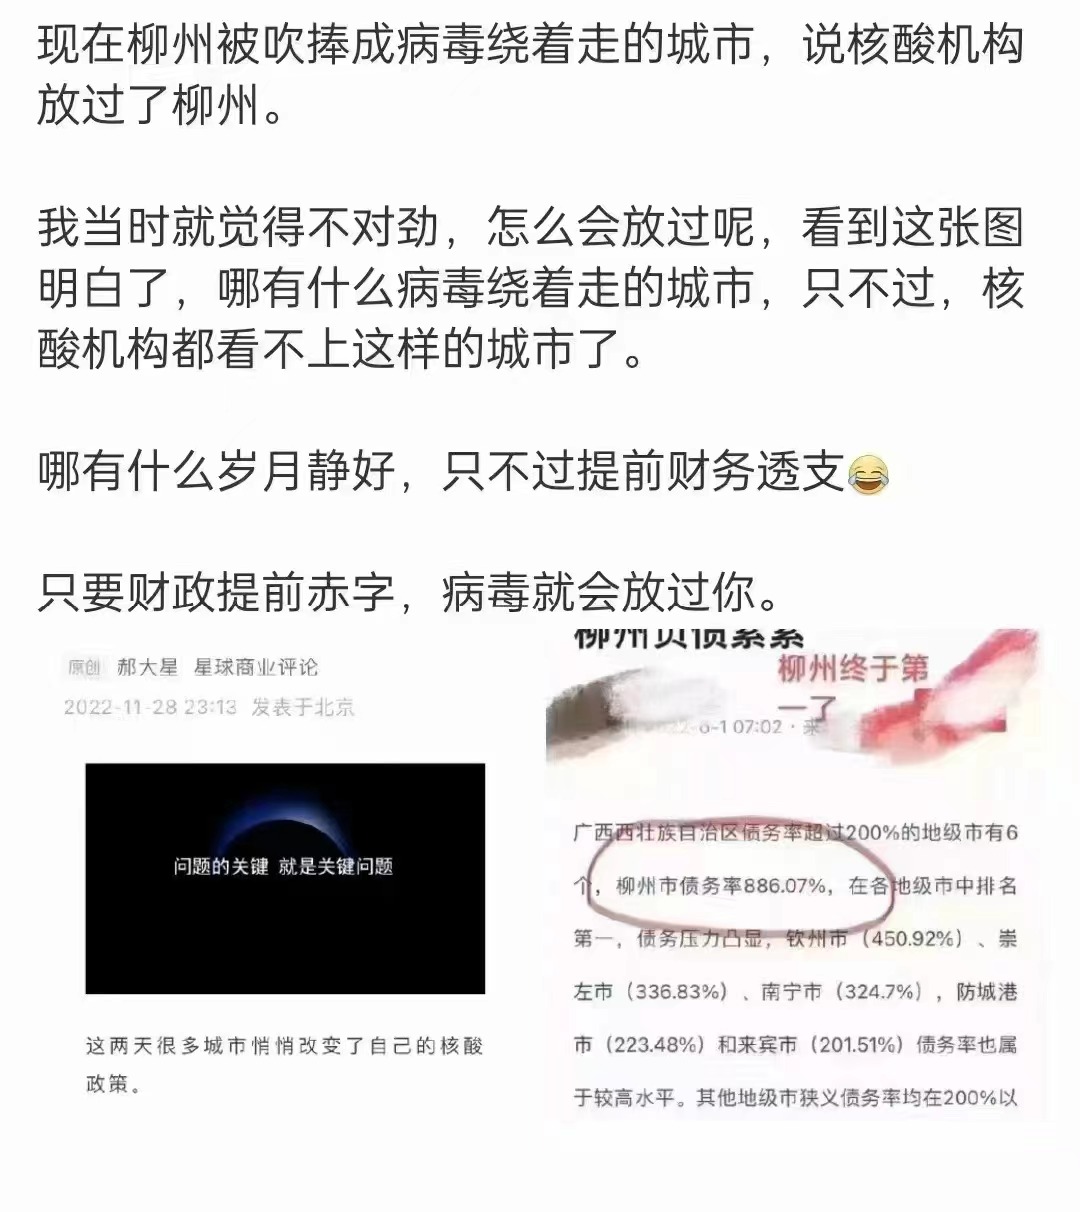 现在柳州被吹捧成病毒绕着走的城市，说核酸机构
放过了柳州。
我当时就觉得不对劲，怎么会放过呢，看到这张图
明白了，哪有什么病毒绕着走的城市，只不过，核
酸机构都看不上这样的城市了。
哪有什么岁月静好，只不过提前财务透支😂
只要财政提前赤字，病毒就会放过你。
原创 郝大星 星球商业评论
2022-11-28 23:13 发表于北京
问题的关键 就是关键问题
这两天很多城市悄悄改变了自己的核酸
政策。
柳州负债累累
柳州终于第
一了
22-6-1 07:02 · 来
广西西壮族自治区债务率超过200%的地级市有6
个，柳州市债务率886.07%，在各地级市中排名
第一，债务压力凸显，钦州市（450.92%）、崇
左市（336.83%）、南宁市（324.7%），防城港
市（223.48%）和来宾市（201.51%）债务率也属
于较高水平。其他地级市狭义债务率均在200%以